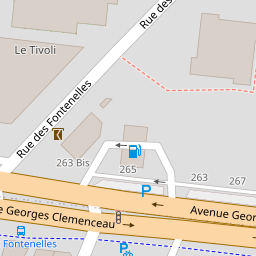 Rue des
Le Tivoli
Rue des Fontenelles
263 Bis
265
263
267
P
Avenue Geor
e Georges Clemenceau
Fontenelles
P